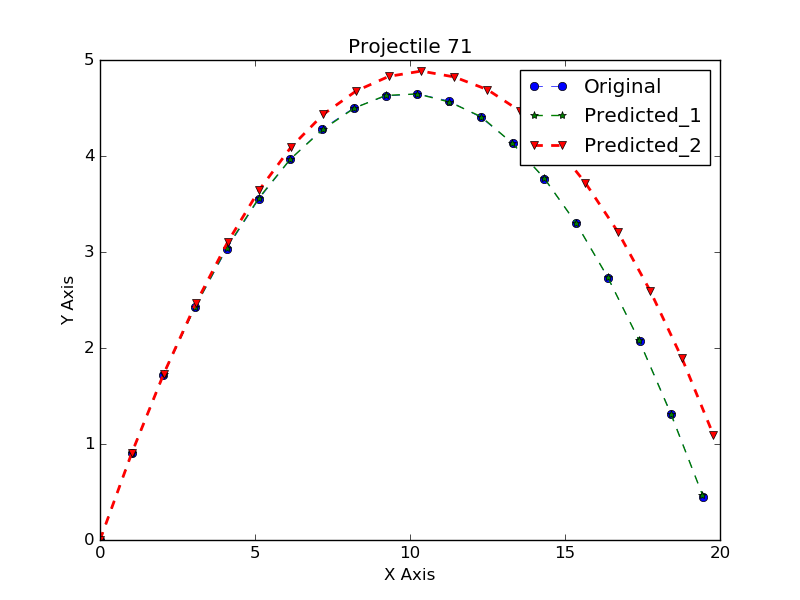 Projectile 71
5
4
3
2
1
0
Y Axis
0
5
10
15
20
X Axis
Original
Predicted_1
Predicted_2